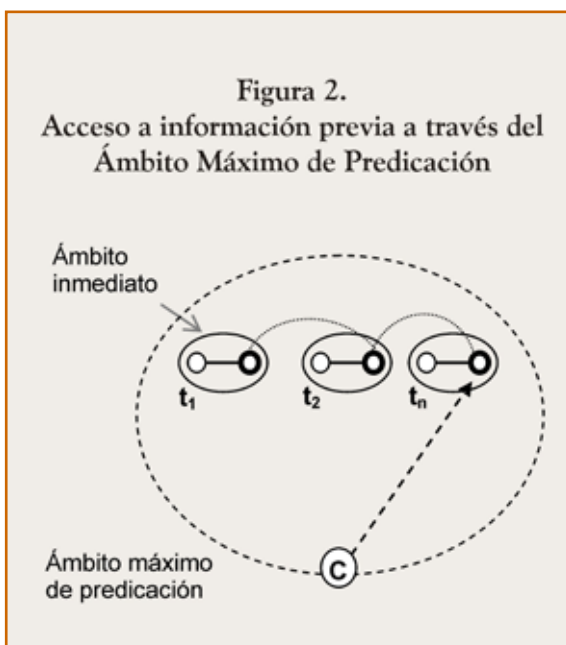 Figura 2.
Acceso a información previa a través del
Ámbito Máximo de Predicación
Ámbito
inmediato
t₁
t₂
tₙ
C
Ámbito máximo
de predicación